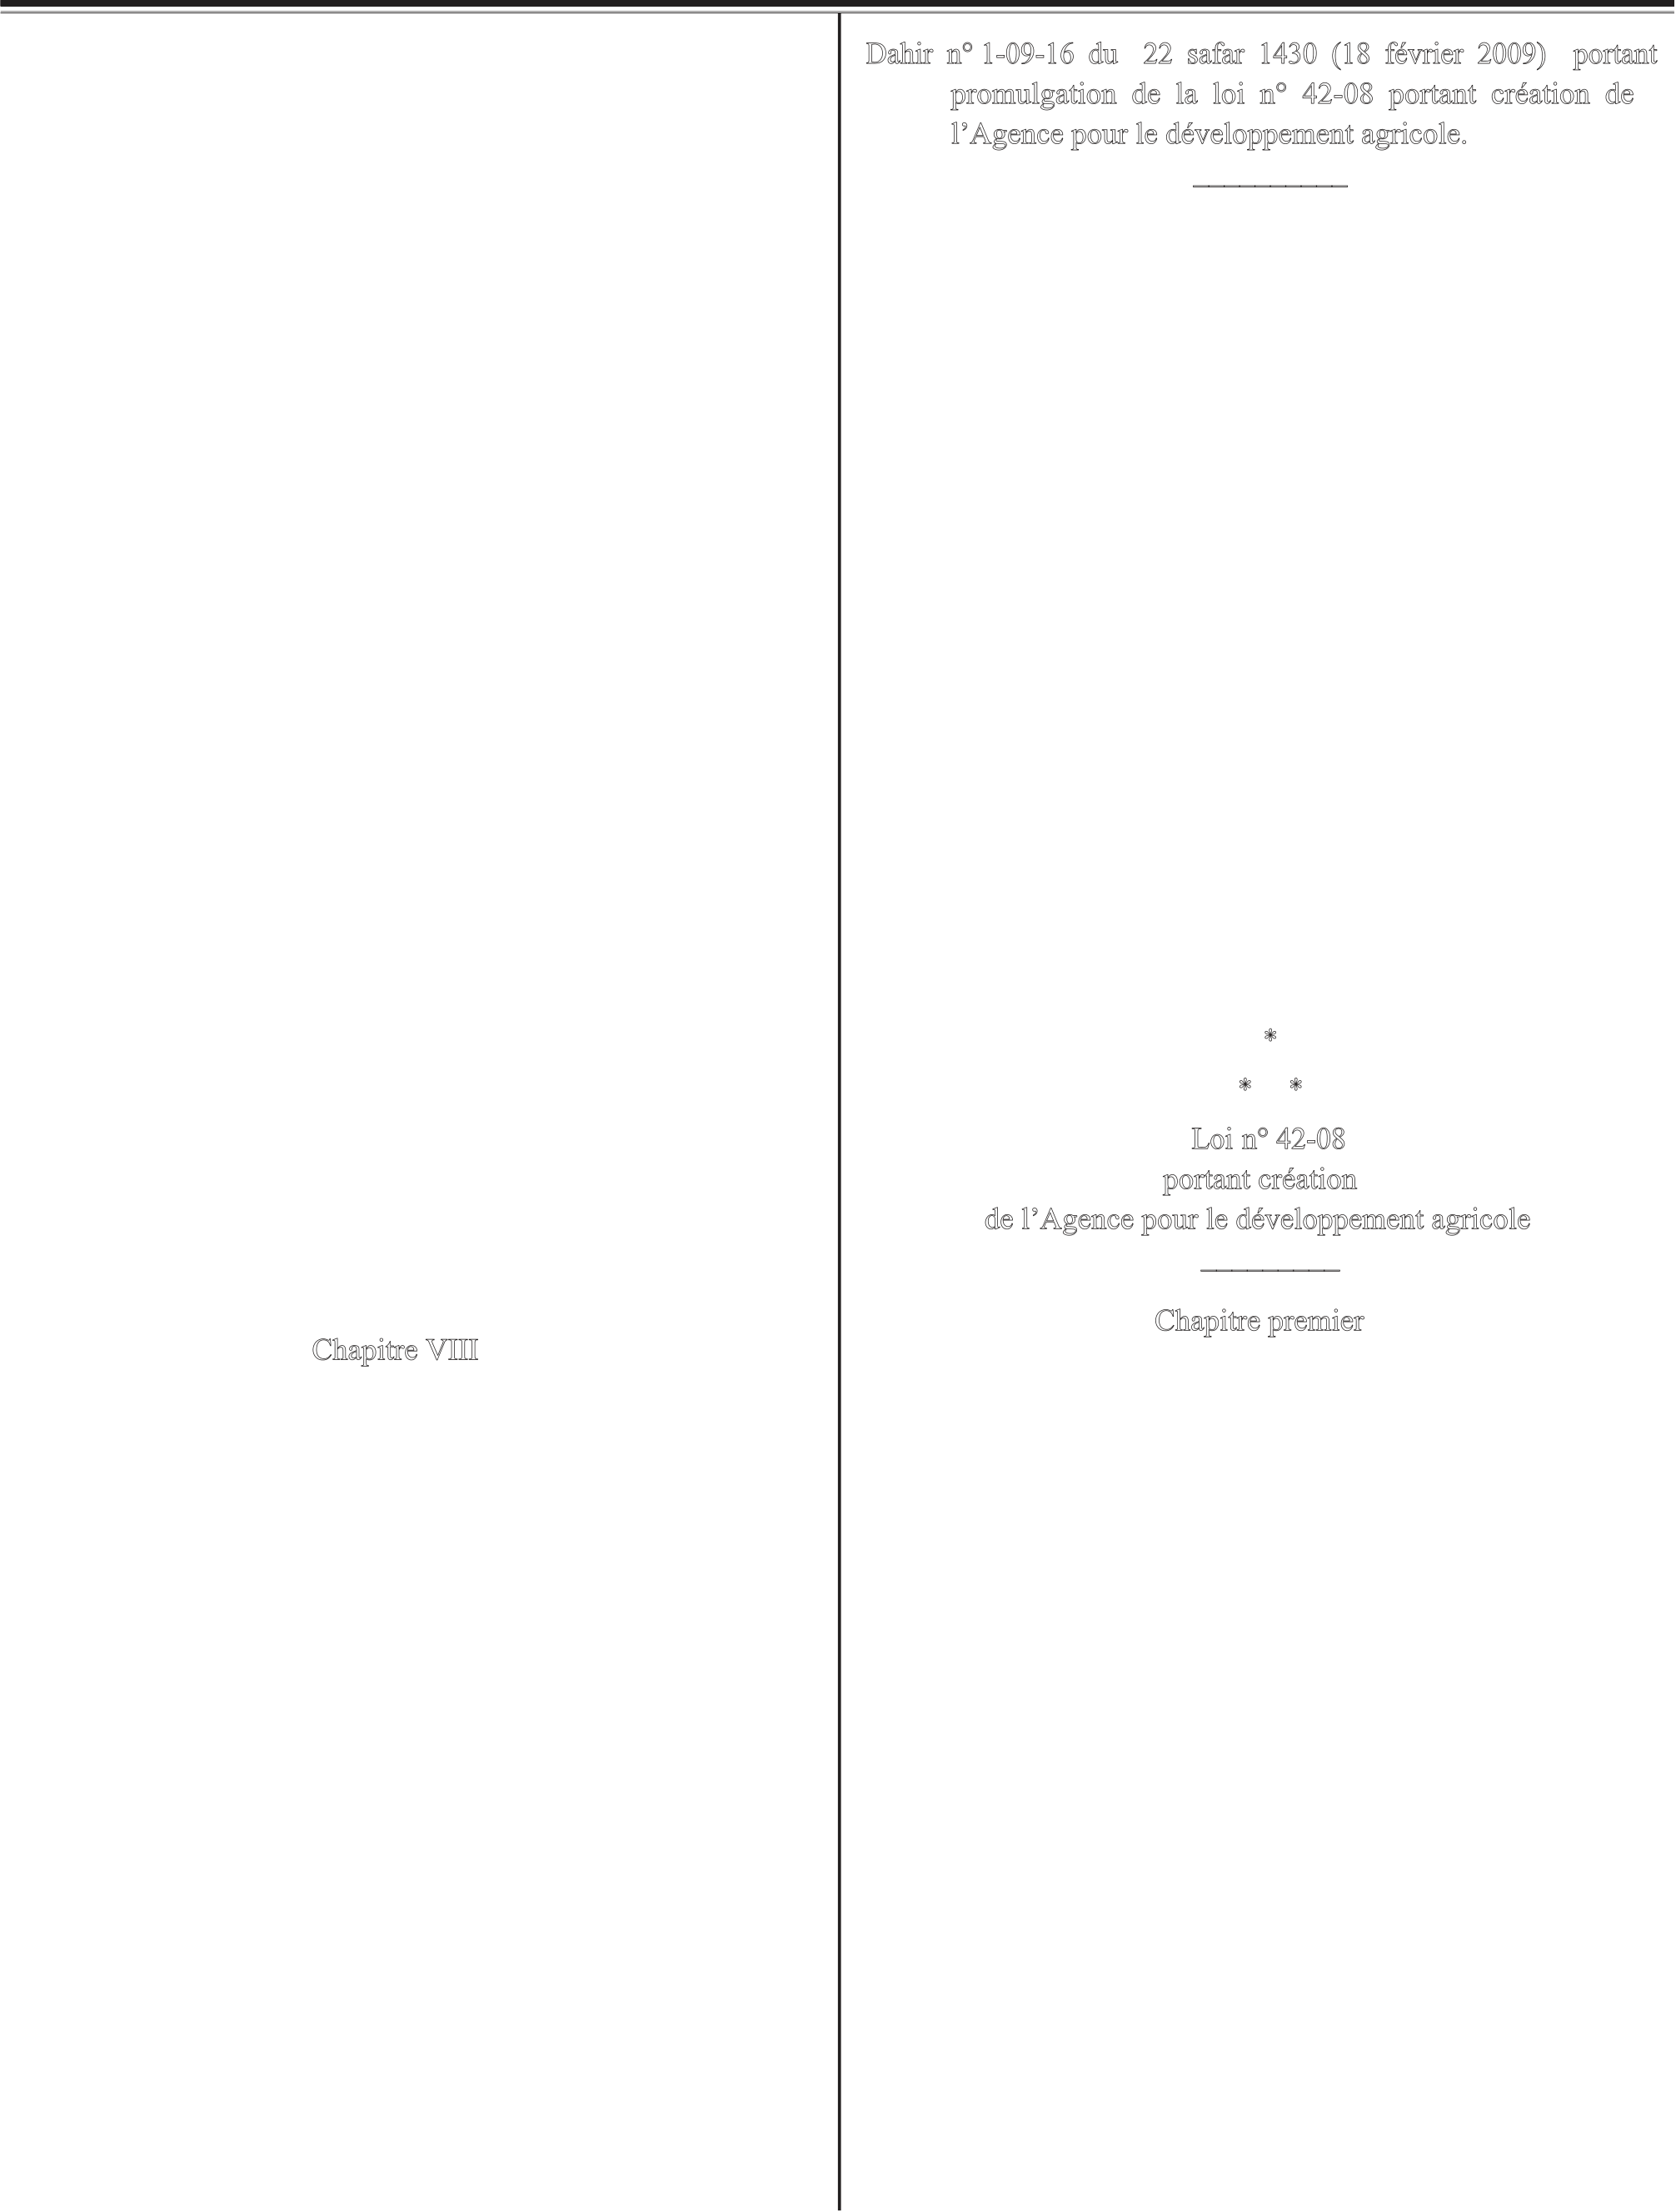 Chapitre VIII
Dahir n° 1-09-16 du 22 safar 1430 (18 février 2009) portant
promulgation de la loi n° 42-08 portant création de
l’Agence pour le développement agricole.
*
* *
Loi n° 42-08
portant création
de l’Agence pour le développement agricole
Chapitre premier